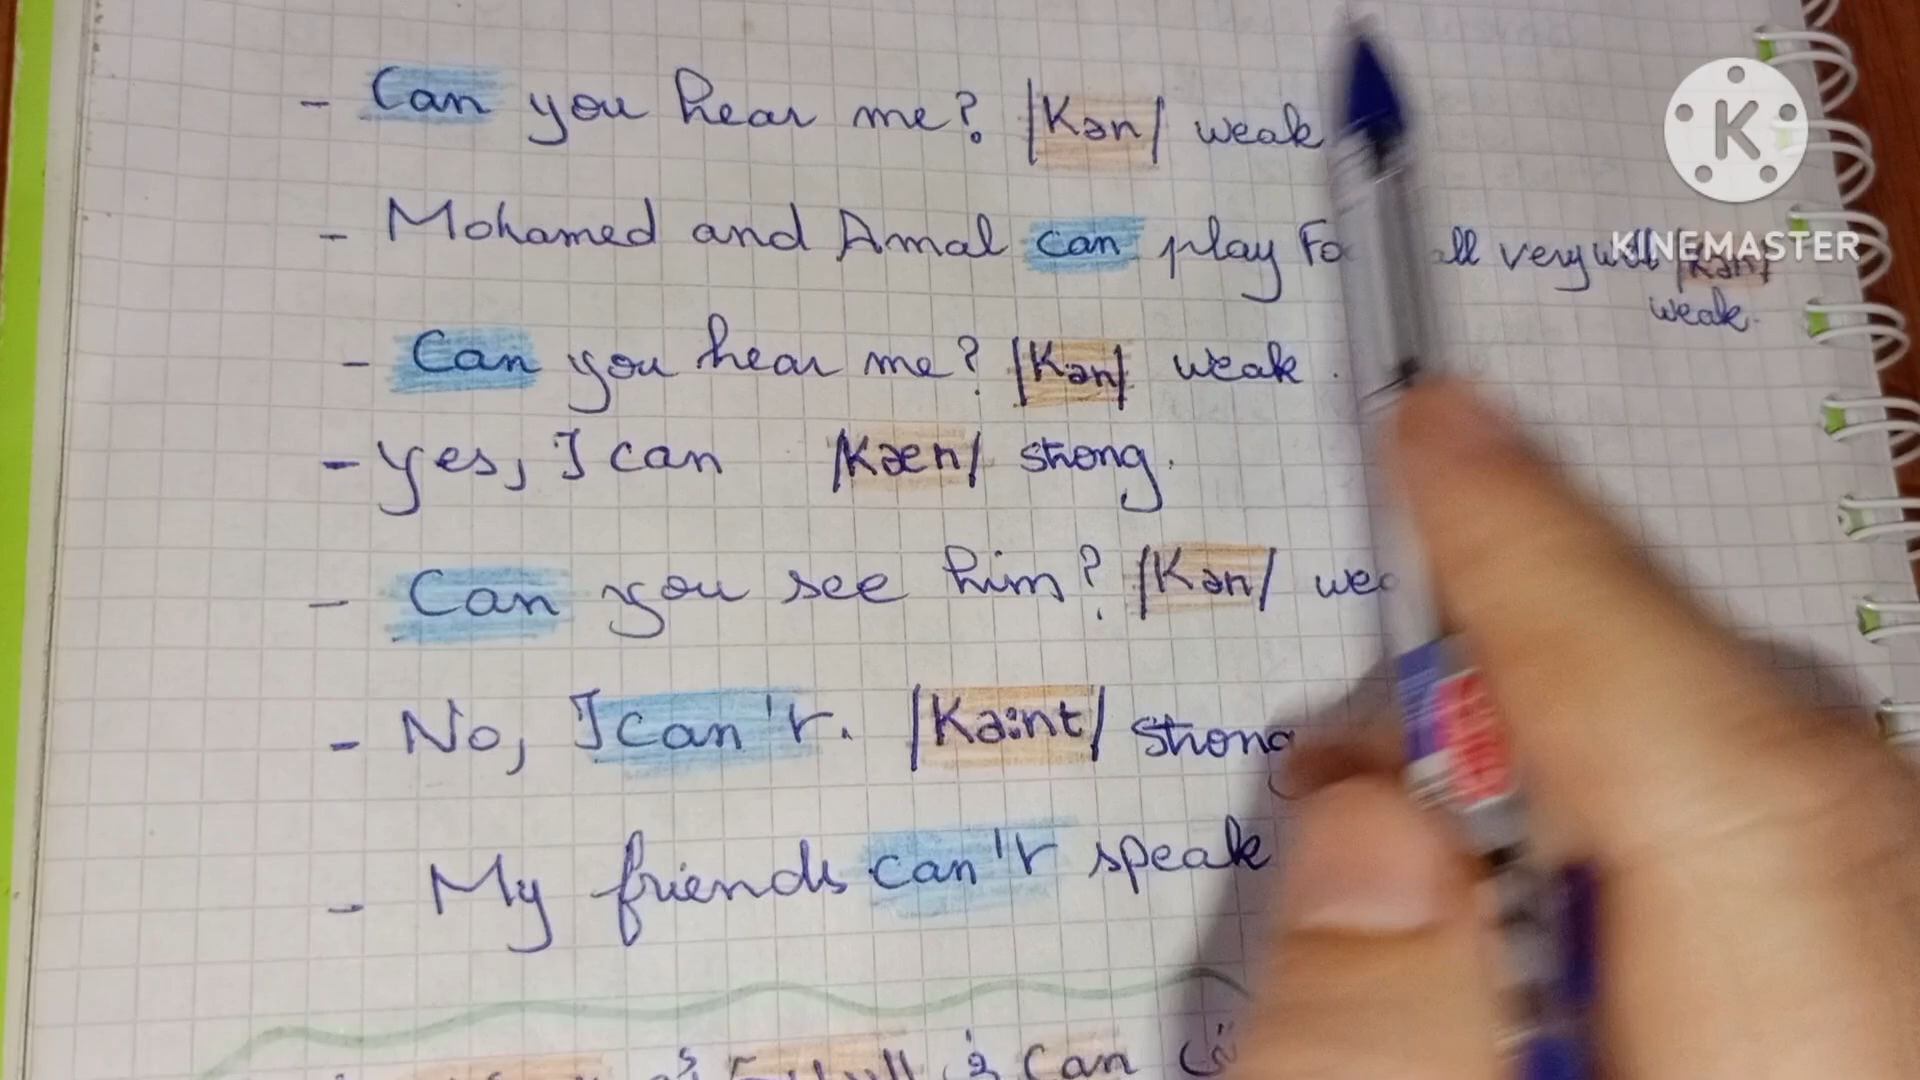 - Can you hear me? /Kən/ weak
- Mohamed and Amal can play very well /Kən/
weak.
- Can you hear me? /Kən/ weak.
- yes, I can /Kæn/ strong.
- Can you see him? /Kən/
- No, I can't. /Ka:nt/ strong
- My friends can't speak
can
K
KINEMASTER